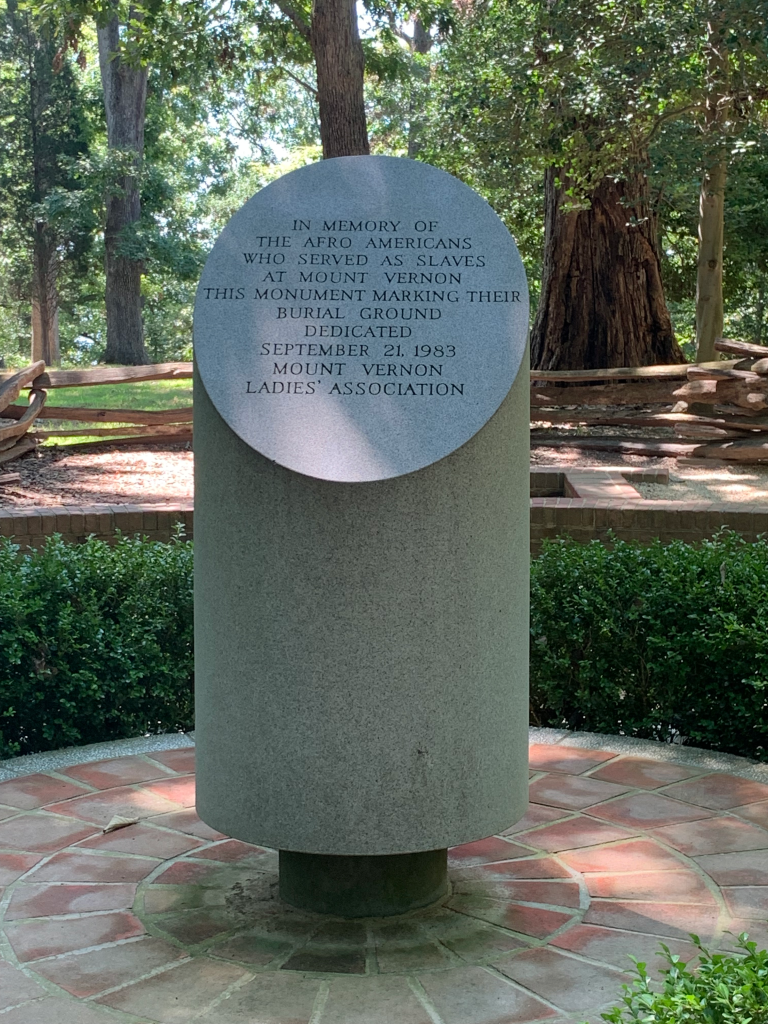 IN MEMORY OF
THE AFRO AMERICANS
WHO SERVED AS SLAVES
AT MOUNT VERNON
THIS MONUMENT MARKING THEIR
BURIAL GROUND
DEDICATED
SEPTEMBER 21, 1983
MOUNT VERNON
LADIES' ASSOCIATION